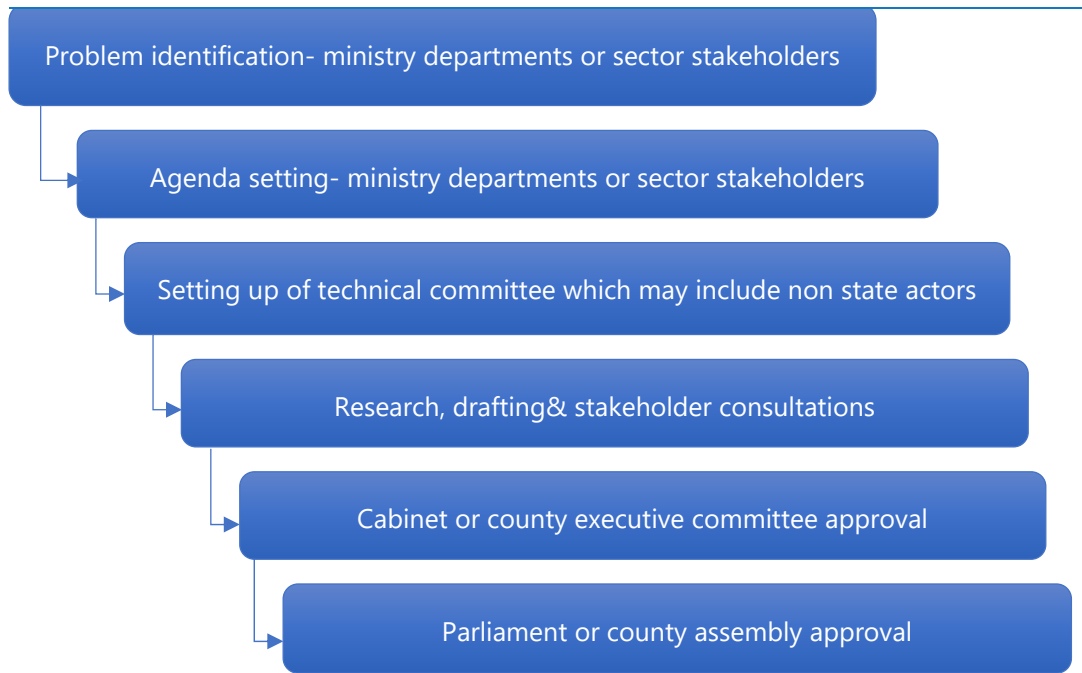 Problem identification- ministry departments or sector stakeholders
Agenda setting- ministry departments or sector stakeholders
Setting up of technical committee which may include non state actors
Research, drafting& stakeholder consultations
Cabinet or county executive committee approval
Parliament or county assembly approval